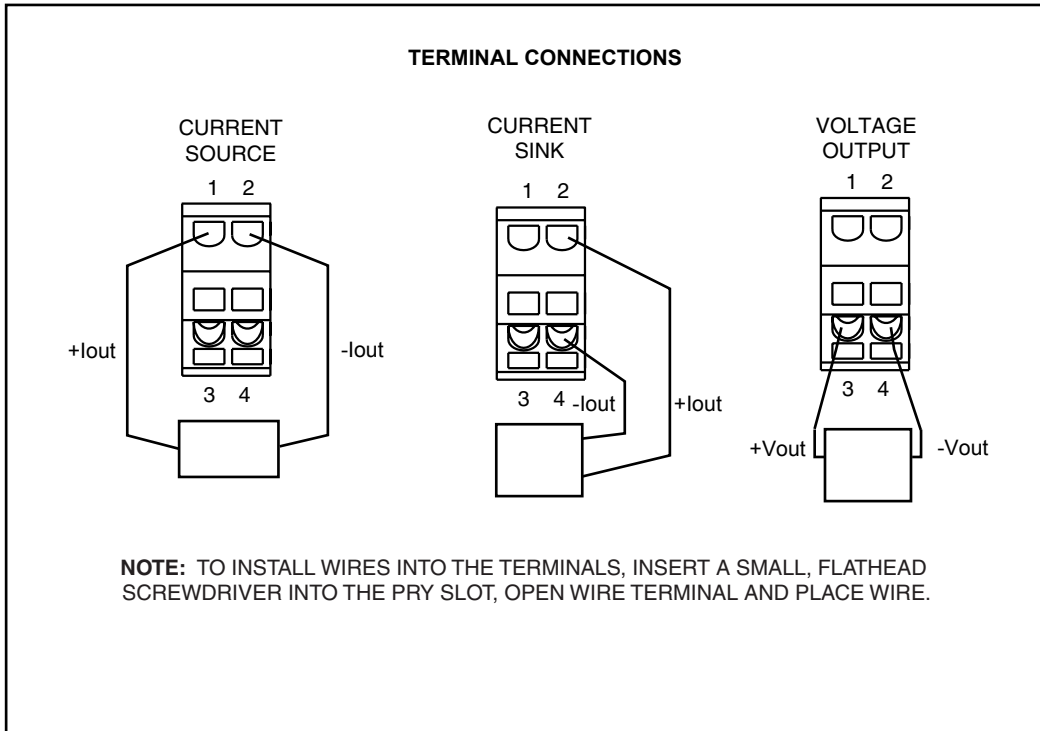 TERMINAL CONNECTIONS
CURRENT
SOURCE
1 2
+Iout
-Iout
3 4
CURRENT
SINK
1 2
3 4
-Iout
+Iout
VOLTAGE
OUTPUT
1 2
3 4
+Vout
-Vout
NOTE: TO INSTALL WIRES INTO THE TERMINALS, INSERT A SMALL, FLATHEAD
SCREWDRIVER INTO THE PRY SLOT, OPEN WIRE TERMINAL AND PLACE WIRE.